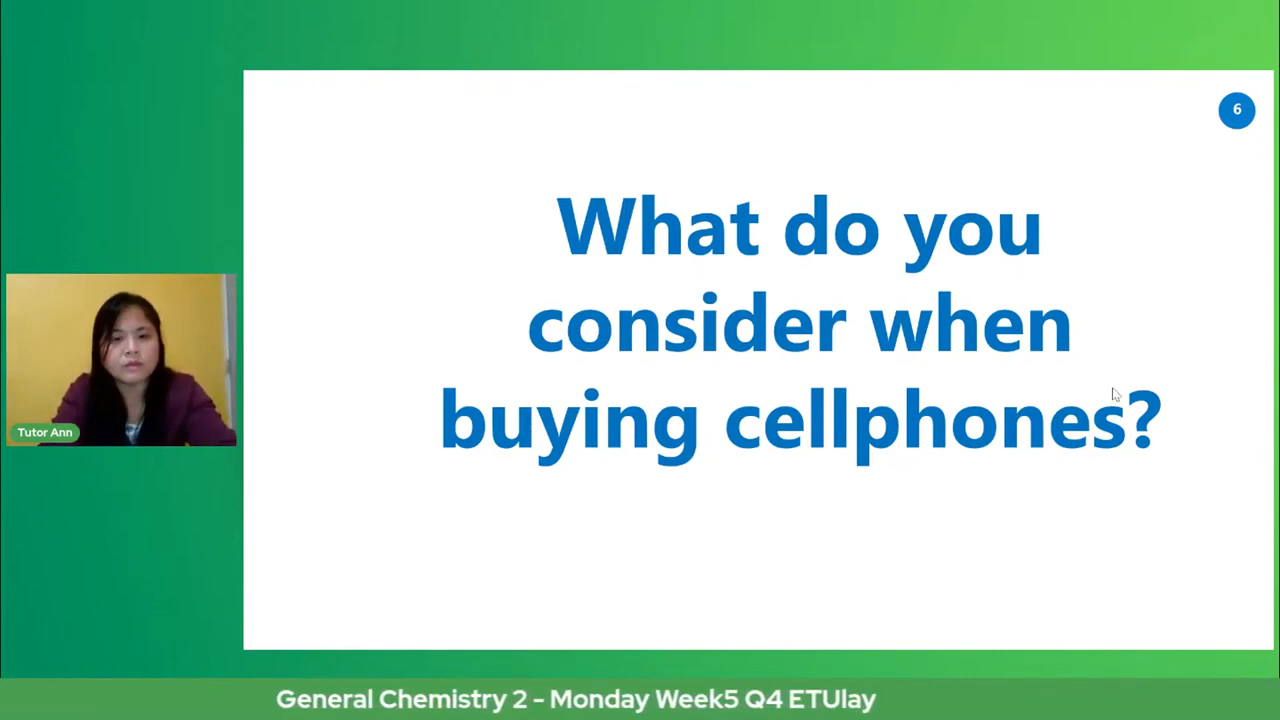 6
What do you
consider when
buying cellphones?
Tutor Ann
General Chemistry 2 - Monday Week5 Q4 ETUlay